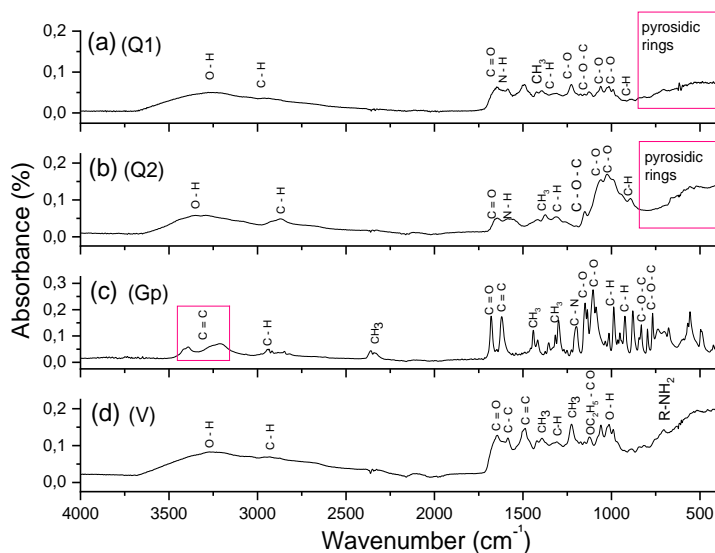 Absorbance (%)
(a) (Q1)
0,2
0,1
0,0
O - H
C - H
C = O
N - H
CH3
C - H
C - O
C - O - C
C - O
C - O
C-H
pyrosidic
rings
(b) (Q2)
0,2
0,1
0,0
O - H
C - H
C = O
N - H
CH3
C - H
C - O - C
C - O
C - O
C-H
pyrosidic
rings
(c) (Gp)
0,3
0,2
0,1
0,0
C = C
C - H
CH3
C = O
C = C
CH3
CH3
C - N
C - O
C - O
C - H
C - H
C - O - C
C - O - C
(d) (V)
0,2
0,1
0,0
O - H
C - H
C = O
C - C
C = C
CH3
C-H
CH3
OC2H5 - CO
O - H
R-NH2
4000 3500 3000 2500 2000 1500 1000 500
Wavenumber (cm-1)